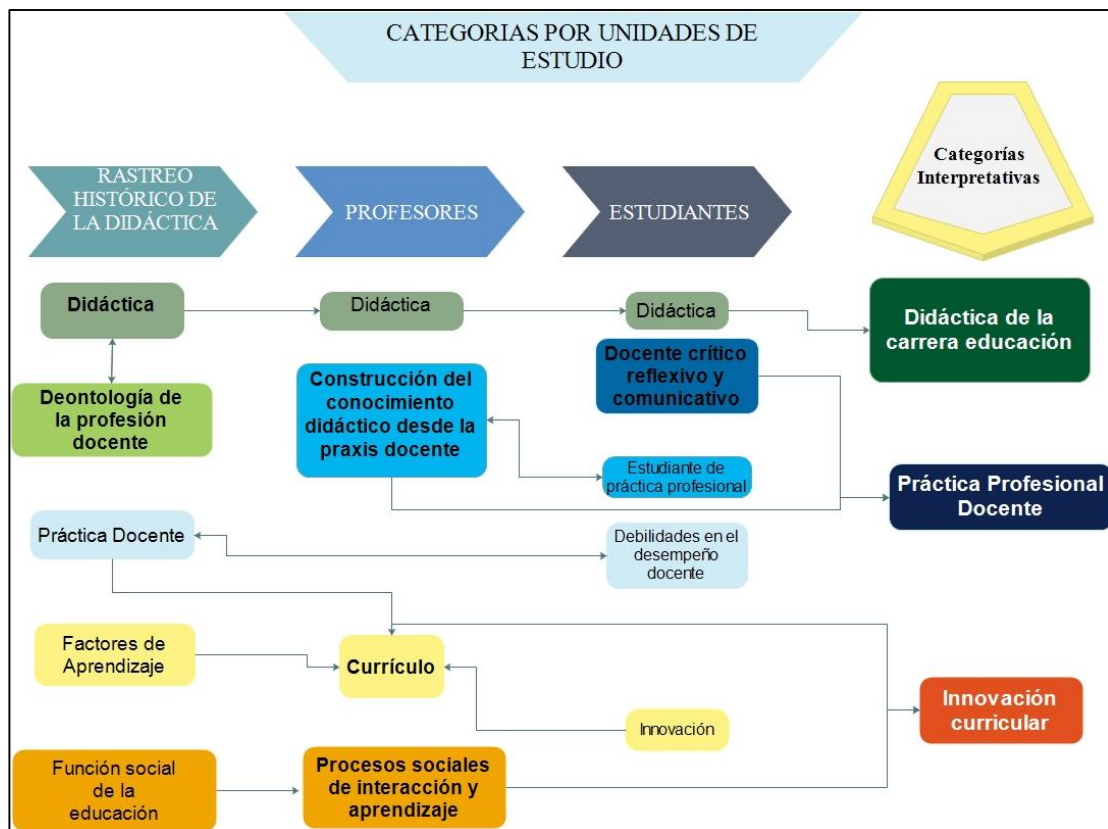 CATEGORIAS POR UNIDADES DE
ESTUDIO
RASTREO
HISTÓRICO DE
LA DIDÁCTICA
PROFESORES
ESTUDIANTES
Categorías
Interpretativas
Didáctica
Didáctica
Didáctica
Didáctica de la
carrera educación
Deontología de
la profesión
docente
Construcción del
conocimiento
didáctico desde la
praxis docente
Docente crítico
reflexivo y
comunicativo
Estudiante de
práctica profesional
Práctica Profesional
Docente
Práctica Docente
Debilidades en el
desempeño
docente
Factores de
Aprendizaje
Currículo
Innovación
Innovación
curricular
Función social
de la
educación
Procesos sociales
de interacción y
aprendizaje